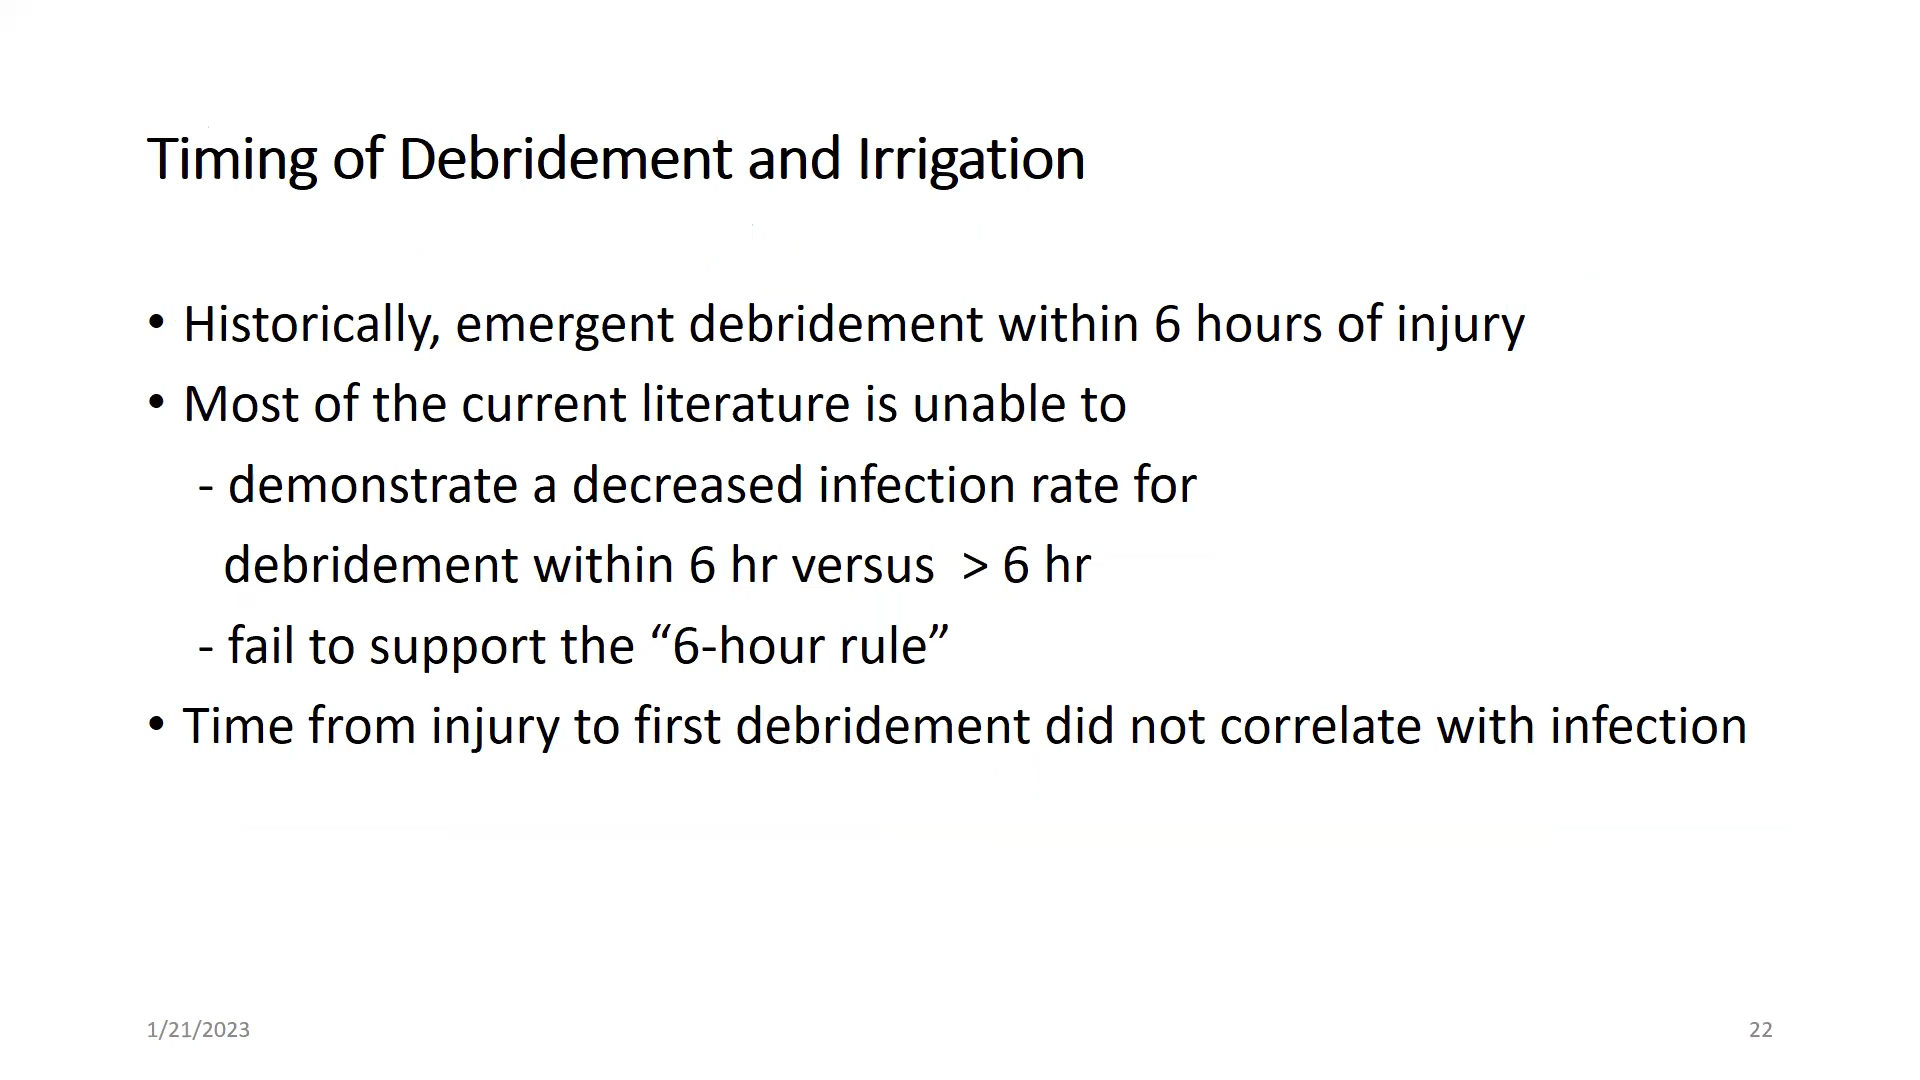 Timing of Debridement and Irrigation
• Historically, emergent debridement within 6 hours of injury
• Most of the current literature is unable to
- demonstrate a decreased infection rate for
debridement within 6 hr versus  > 6 hr
- fail to support the “6-hour rule”
• Time from injury to first debridement did not correlate with infection
1/21/2023
22